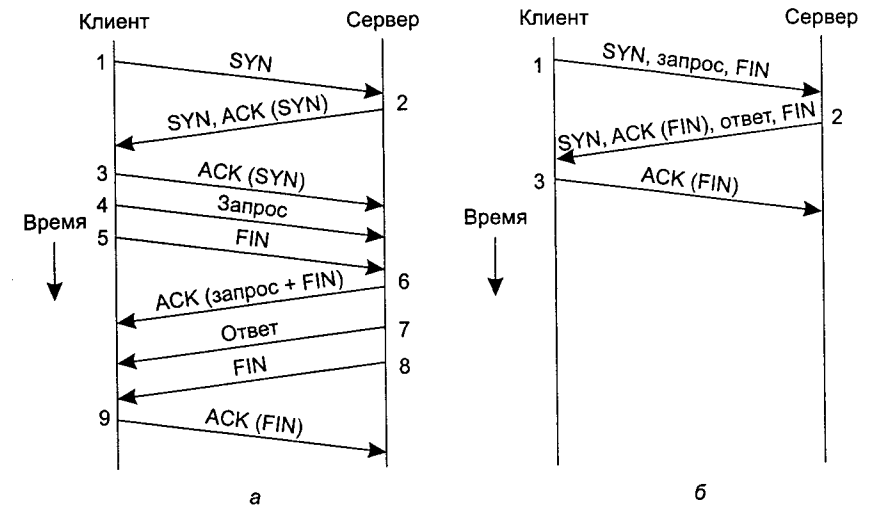 Клиент
Сервер
1
SYN
2
SYN, ACK (SYN)
3
ACK (SYN)
4
Запрос
Время
5
FIN
6
ACK (запрос + FIN)
7
Ответ
8
FIN
9
ACK (FIN)
а
Клиент
Сервер
1
SYN, запрос, FIN
2
SYN, ACK (FIN), ответ, FIN
3
ACK (FIN)
Время
б